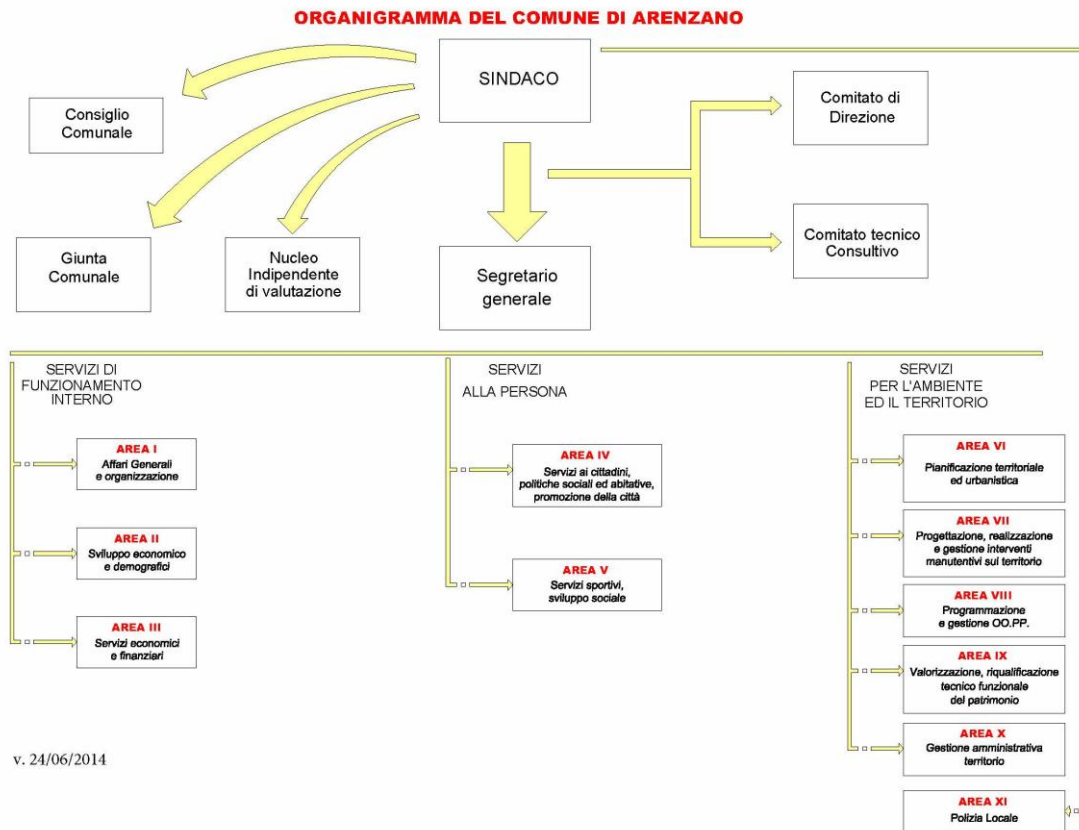 ORGANIGRAMMA DEL COMUNE DI ARENZANO
SINDACO
Consiglio
Comunale
Comitato di
Direzione
Giunta
Comunale
Nucleo
Indipendente
di valutazione
Segretario
generale
Comitato tecnico
Consultivo
SERVIZI DI
FUNZIONAMENTO
INTERNO
AREA I
Affari Generali
e organizzazione
AREA II
Sviluppo economico
e demografici
AREA III
Servizi economici
e finanziari
SERVIZI
ALLA PERSONA
AREA IV
Servizi ai cittadini,
politiche sociali ed abitative,
promozione della città
AREA V
Servizi sportivi,
sviluppo sociale
SERVIZI
PER L'AMBIENTE
ED IL TERRITORIO
AREA VI
Pianificazione territoriale
ed urbanistica
AREA VII
Progettazione, realizzazione
e gestione interventi
manutentivi sul territorio
AREA VIII
Programmazione
e gestione OO.PP.
AREA IX
Valorizzazione, riqualificazione
tecnico funzionale
del patrimonio
AREA X
Gestione amministrativa
territorio
AREA XI
Polizia Locale
v. 24/06/2014